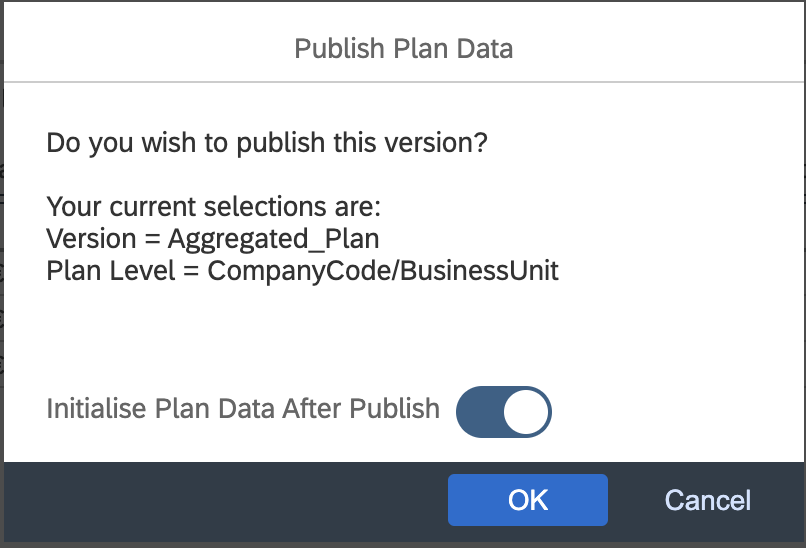 Publish Plan Data
Do you wish to publish this version?
Your current selections are:
Version = Aggregated_Plan
Plan Level = CompanyCode/BusinessUnit
Initialise Plan Data After Publish
OK
Cancel